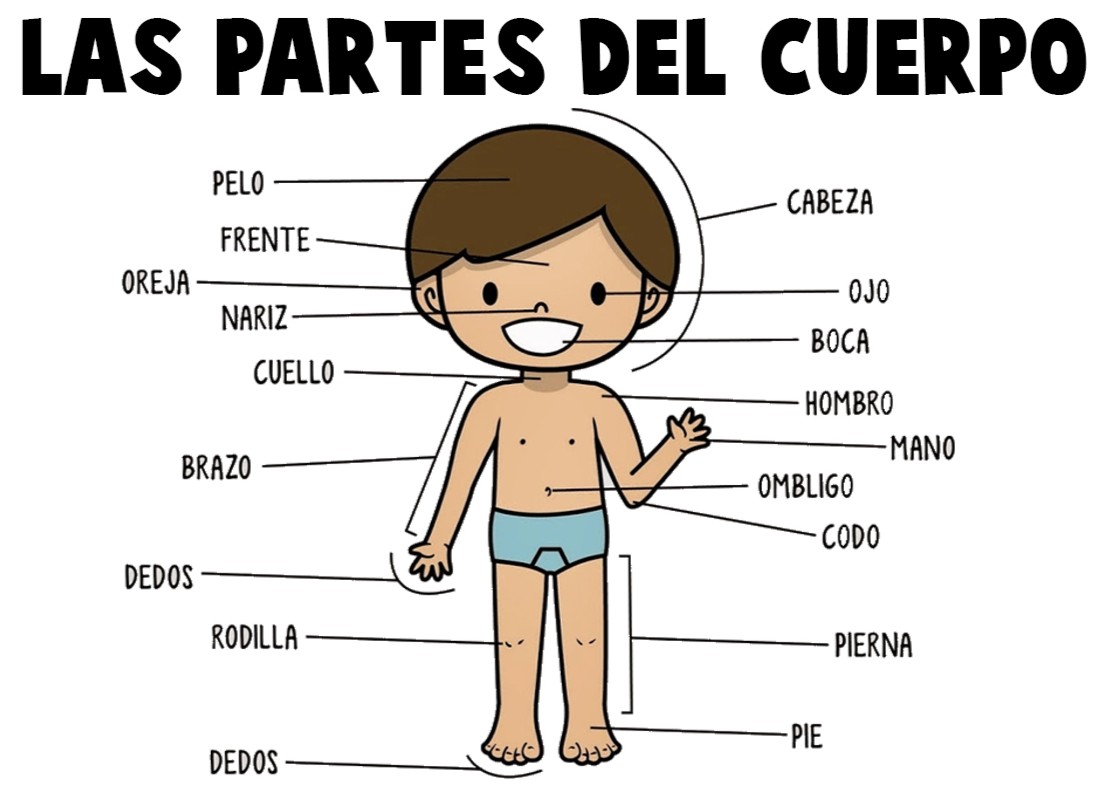 LAS PARTES DEL CUERPO
PELO
CABEZA
FRENTE
OREJA
OJO
NARIZ
BOCA
CUELLO
HOMBRO
MANO
BRAZO
OMBLIGO
CODO
DEDOS
RODILLA
PIERNA
PIE
DEDOS